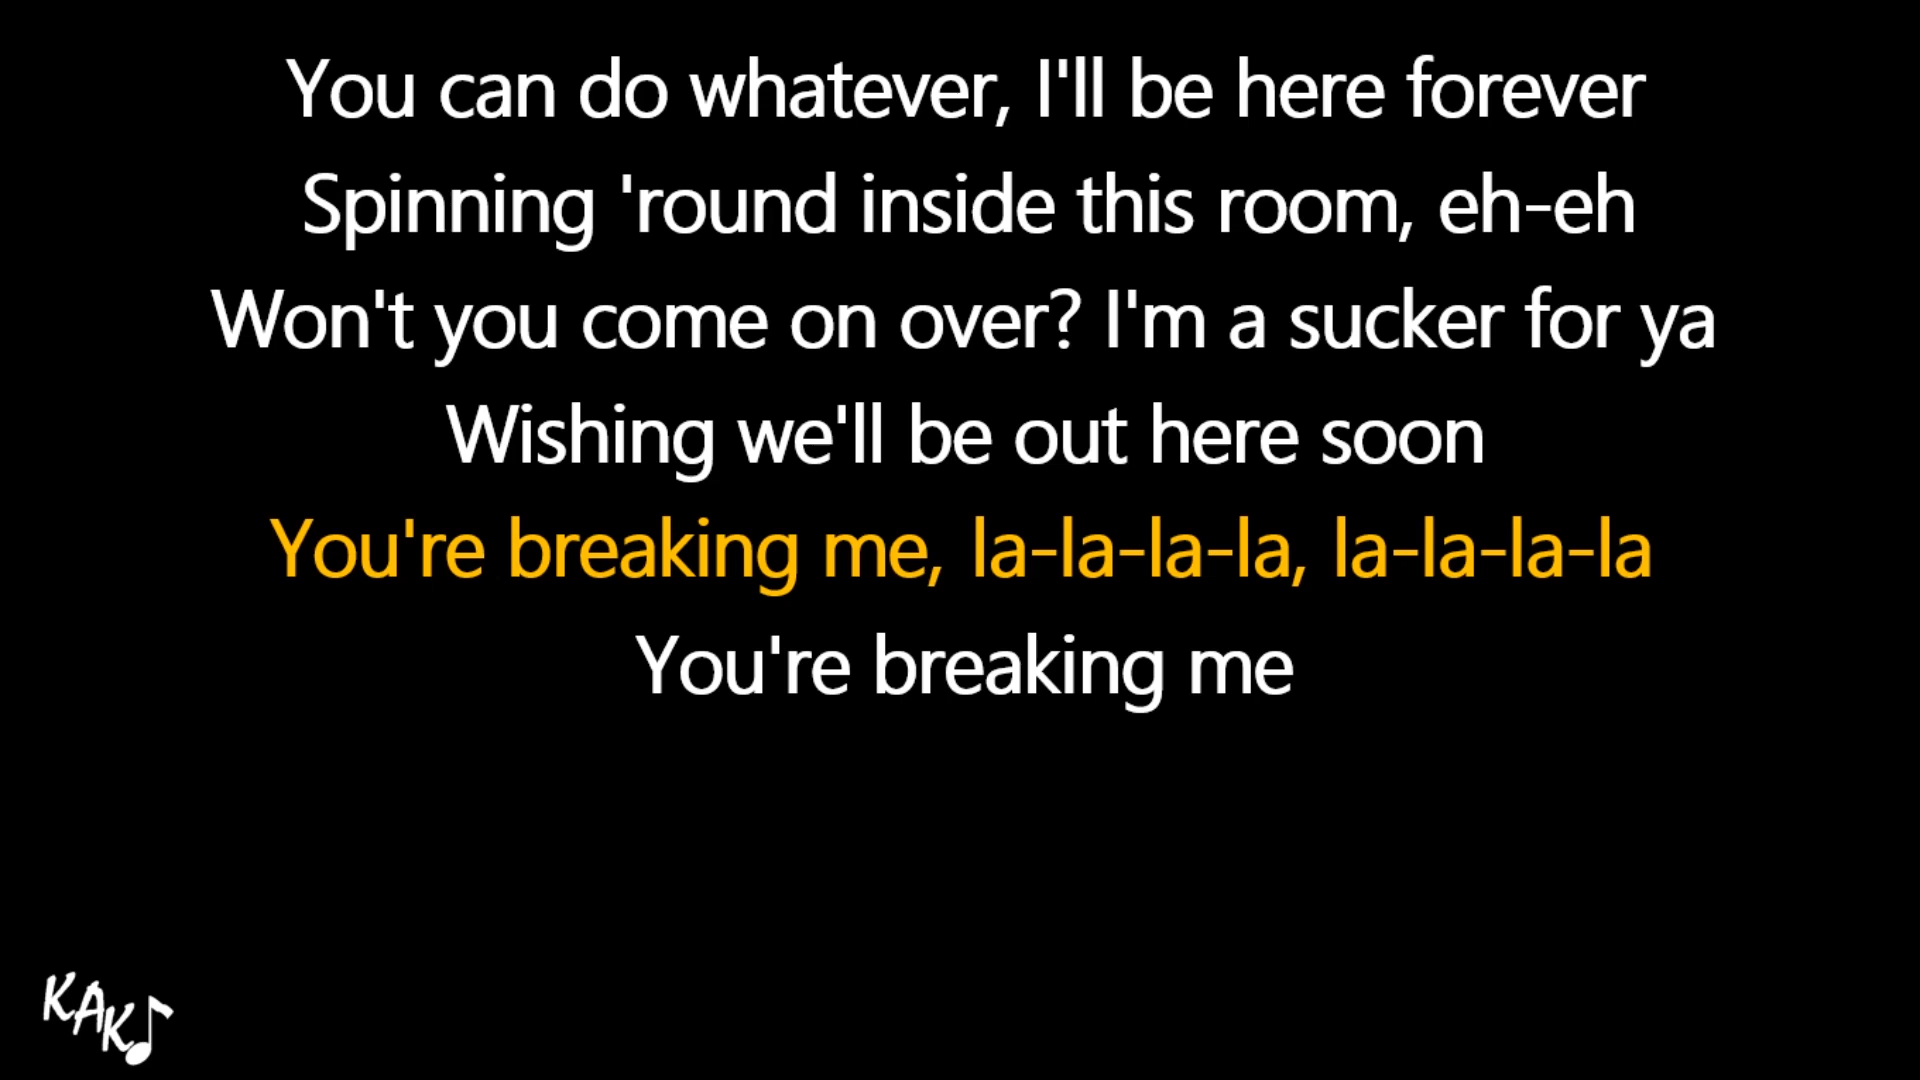 You can do whatever, I'll be here forever
Spinning 'round inside this room, eh-eh
Won't you come on over? I'm a sucker for ya
Wishing we'll be out here soon
You're breaking me, la-la-la-la, la-la-la-la
You're breaking me
KAK